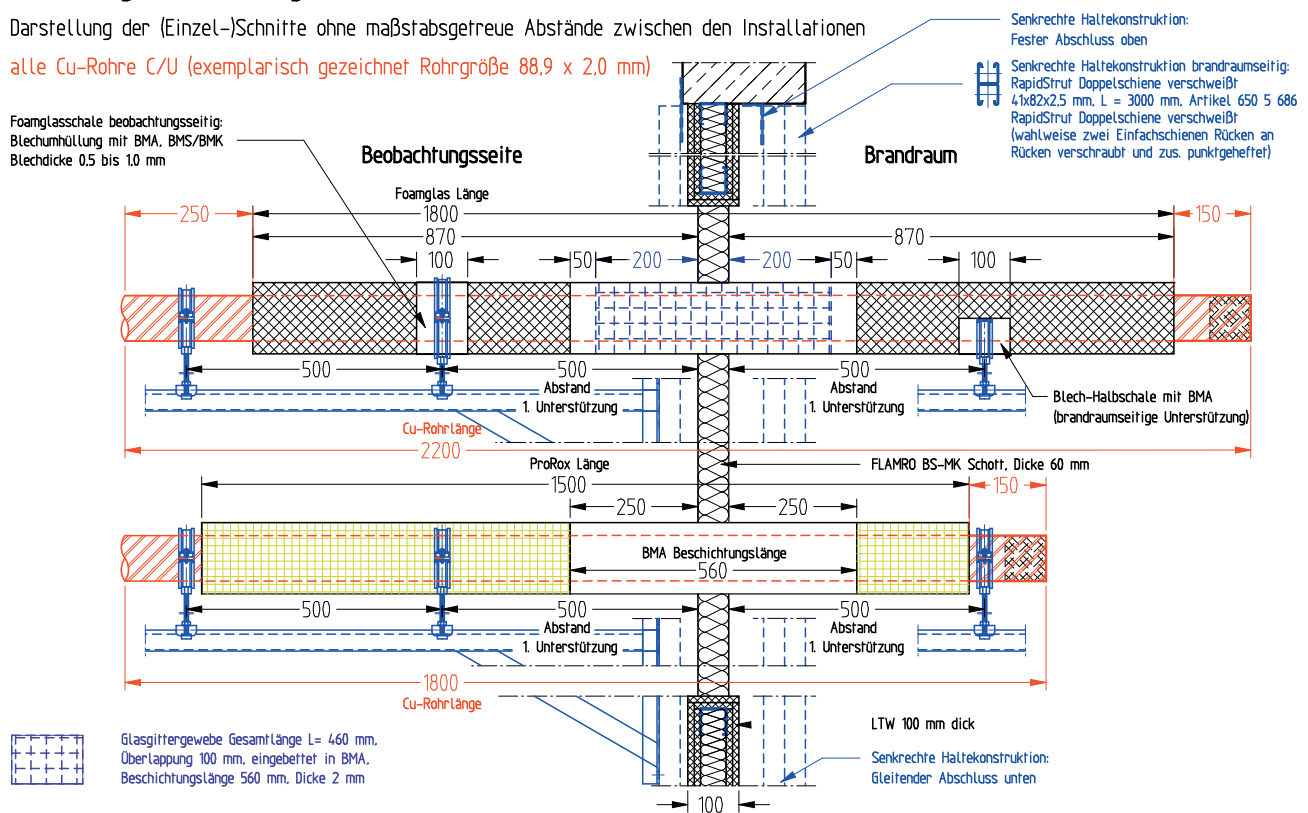 Darstellung der (Einzel-)Schnitte ohne maßstabsgetreue Abstände zwischen den Installationen
alle Cu-Rohre C/U (exemplarisch gezeichnet Rohrgröße 88,9 x 2,0 mm)
Senkrechte Haltekonstruktion:
Fester Abschluss oben
Senkrechte Haltekonstruktion brandraumseitig:
RapidStrut Doppelschiene verschweißt
41x82x2,5 mm, L = 3000 mm, Artikel 650 5 686
RapidStrut Doppelschiene verschweißt
(wahlweise zwei Einfachschienen Rücken an
Rücken verschraubt und zus. punktgeheftet)
Foamglasschale beobachtungsseitig:
Blechumhüllung mit BMA, BMS/BMK
Blechdicke 0,5 bis 1,0 mm
Beobachtungsseite
Brandraum
Foamglas Länge
250
1800
150
870
870
100
50
200
200
50
100
500
500
500
Abstand
1. Unterstützung
Abstand
1. Unterstützung
Blech-Halbschale mit BMA
(brandraumseitige Unterstützung)
Cu-Rohrlänge
2200
ProRox Länge
FLAMRO BS-MK Schott, Dicke 60 mm
1500
150
250
250
BMA Beschichtungslänge
560
500
500
500
Abstand
1. Unterstützung
Abstand
1. Unterstützung
1800
Cu-Rohrlänge
LTW 100 mm dick
Glasgittergewebe Gesamtlänge L= 460 mm,
Überlappung 100 mm, eingebettet in BMA,
Beschichtungslänge 560 mm, Dicke 2 mm
Senkrechte Haltekonstruktion:
Gleitender Abschluss unten
100